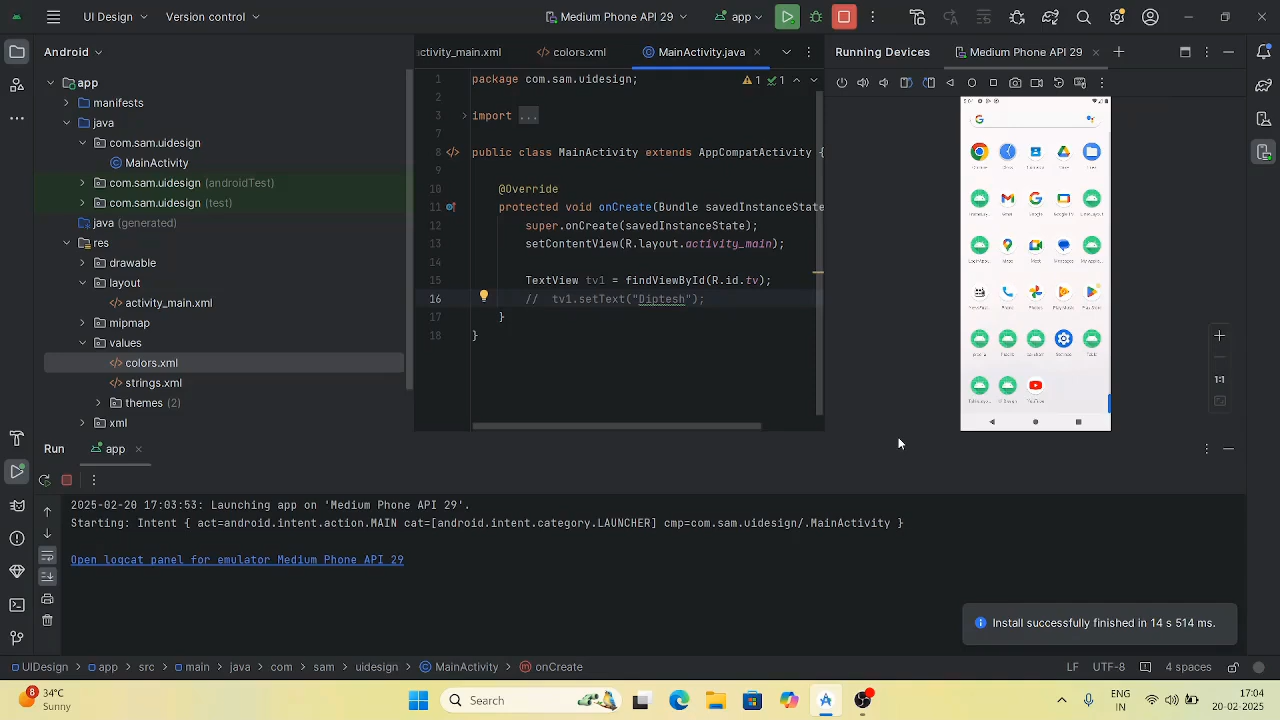 UI Design
Version control
Medium Phone API 29
app
Android
activity_main.xml
colors.xml
MainActivity.java
Running Devices
Medium Phone API 29
app
manifests
java
com.sam.uidesign
MainActivity
com.sam.uidesign (androidTest)
com.sam.uidesign (test)
java (generated)
res
drawable
layout
activity_main.xml
mipmap
values
colors.xml
strings.xml
themes (2)
xml
1 package com.sam.uidesign;
1
1
2
3 import ...
7
8 public class MainActivity extends AppCompatActivity {
9
10 @Override
11 protected void onCreate(Bundle savedInstanceState
12 super.onCreate(savedInstanceState);
13 setContentView(R.layout.activity_main);
14
15 TextView tv1 = findViewById(R.id.tv);
16 // tv1.setText("Diptesh");
17 }
18 }
1:1
Run
app
2025-02-20 17:03:53: Launching app on 'Medium Phone API 29'.
Starting: Intent { act=android.intent.action.MAIN cat=[android.intent.category.LAUNCHER] cmp=com.sam.uidesign/.MainActivity }
Open logcat panel for emulator Medium Phone API 29
Install successfully finished in 14 s 514 ms.
UIDesign
app
src
main
java
com
sam
uidesign
MainActivity
onCreate
LF
UTF-8
4 spaces
8
34°C
Sunny
Search
ENG
IN
17:04
20-02-2025